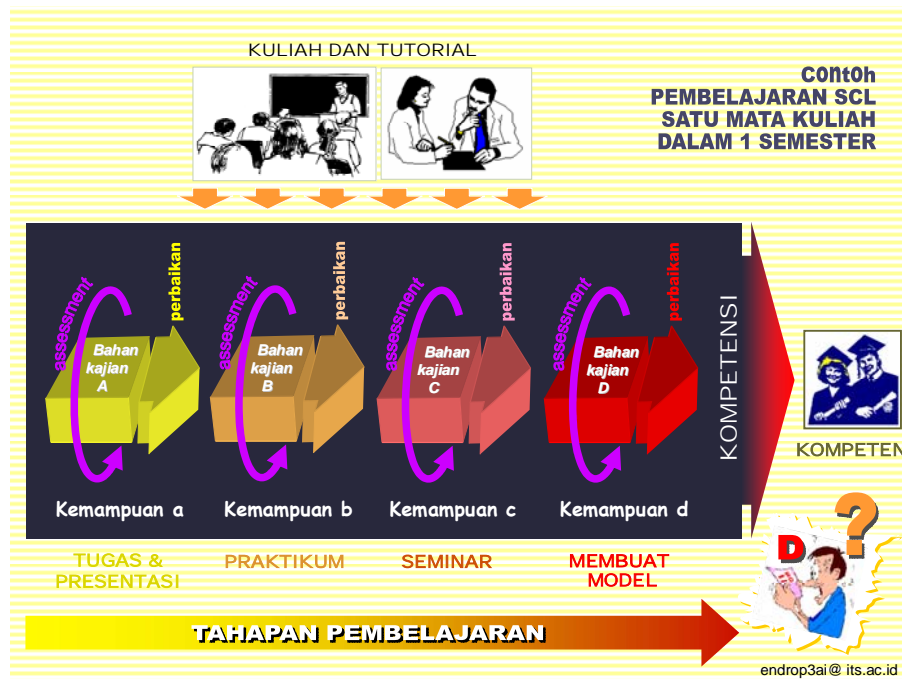 KULIAH DAN TUTORIAL
contoh
PEMBELAJARAN SCL
SATU MATA KULIAH
DALAM 1 SEMESTER
assessment
perbaikan
assessment
perbaikan
assessment
perbaikan
assessment
perbaikan
Bahan
kajian
A
Bahan
kajian
B
Bahan
kajian
C
Bahan
kajian
D
KOMPETENSI
KOMPETEN
Kemampuan a
Kemampuan b
Kemampuan c
Kemampuan d
TUGAS &
PRESENTASI
PRAKTIKUM
SEMINAR
MEMBUAT
MODEL
?
D
TAHAPAN PEMBELAJARAN
endrop3ai@ its.ac.id